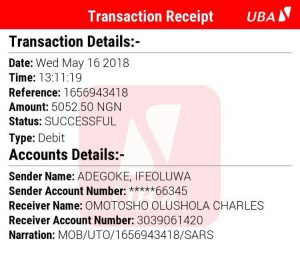 Transaction Receipt
UBA
Transaction Details:-
Date: Wed May 16 2018
Time: 13:11:19
Reference: 1656943418
Amount: 5052.50 NGN
Status: SUCCESSFUL
Type: Debit
Accounts Details:-
Sender Name: ADEGOKE, IFEOLUWA
Sender Account Number: *****66345
Receiver Name: OMOTOSHO OLUSHOLA CHARLES
Receiver Account Number: 3039061420
Narration: MOB/UTO/1656943418/SARS